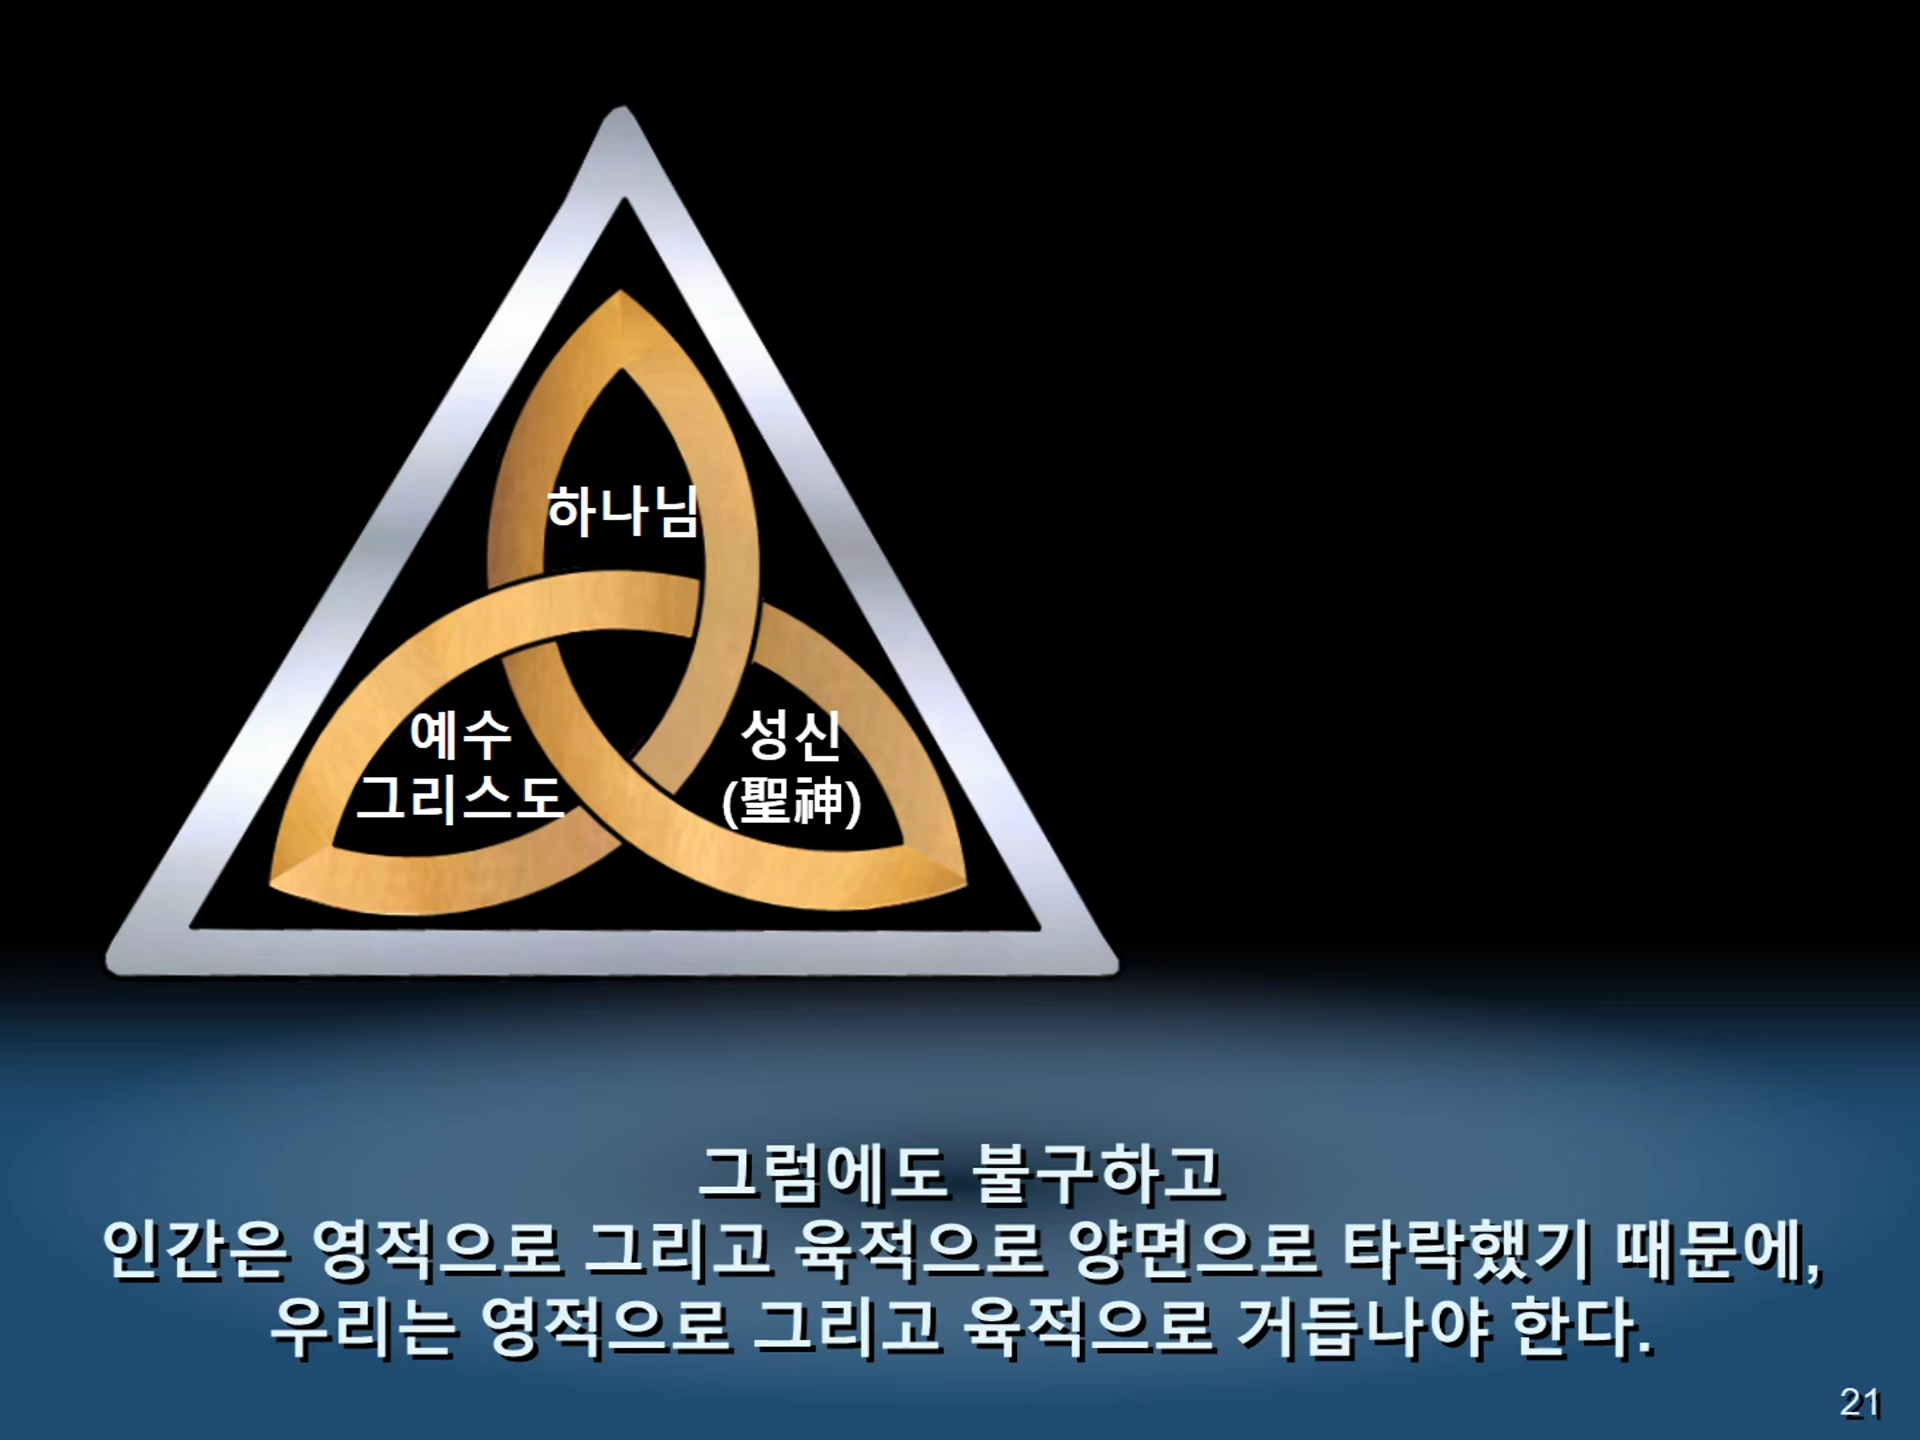 하나님
예수
그리스도
성신
(聖神)
그럼에도 불구하고
인간은 영적으로 그리고 육적으로 양면으로 타락했기 때문에,
우리는 영적으로 그리고 육적으로 거듭나야 한다.
21